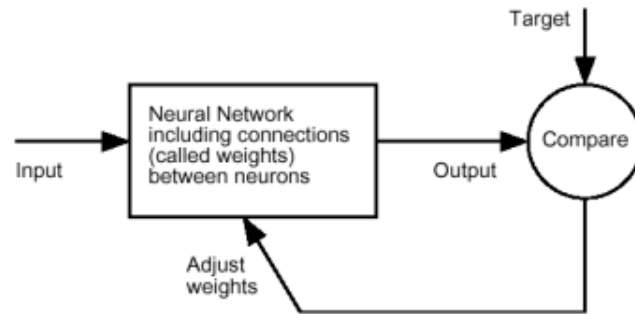 Target
Neural Network
including connections
(called weights)
between neurons
Compare
Input
Output
Adjust
weights